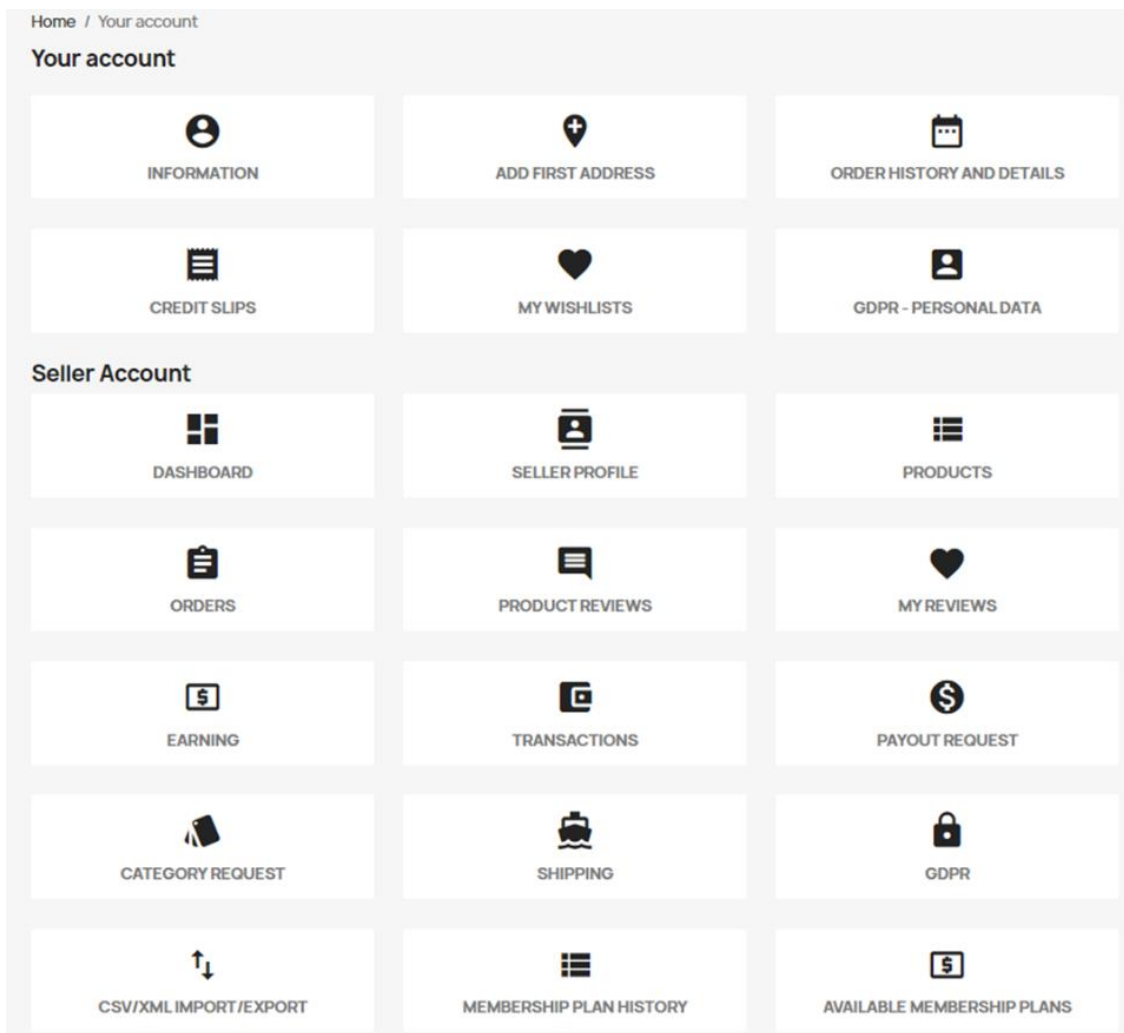 Home / Your account
Your account
INFORMATION
ADD FIRST ADDRESS
ORDER HISTORY AND DETAILS
CREDIT SLIPS
MY WISHLISTS
GDPR - PERSONAL DATA
Seller Account
DASHBOARD
SELLER PROFILE
PRODUCTS
ORDERS
PRODUCT REVIEWS
MY REVIEWS
EARNING
TRANSACTIONS
PAYOUT REQUEST
CATEGORY REQUEST
SHIPPING
GDPR
CSV/XML IMPORT/EXPORT
MEMBERSHIP PLAN HISTORY
AVAILABLE MEMBERSHIP PLANS